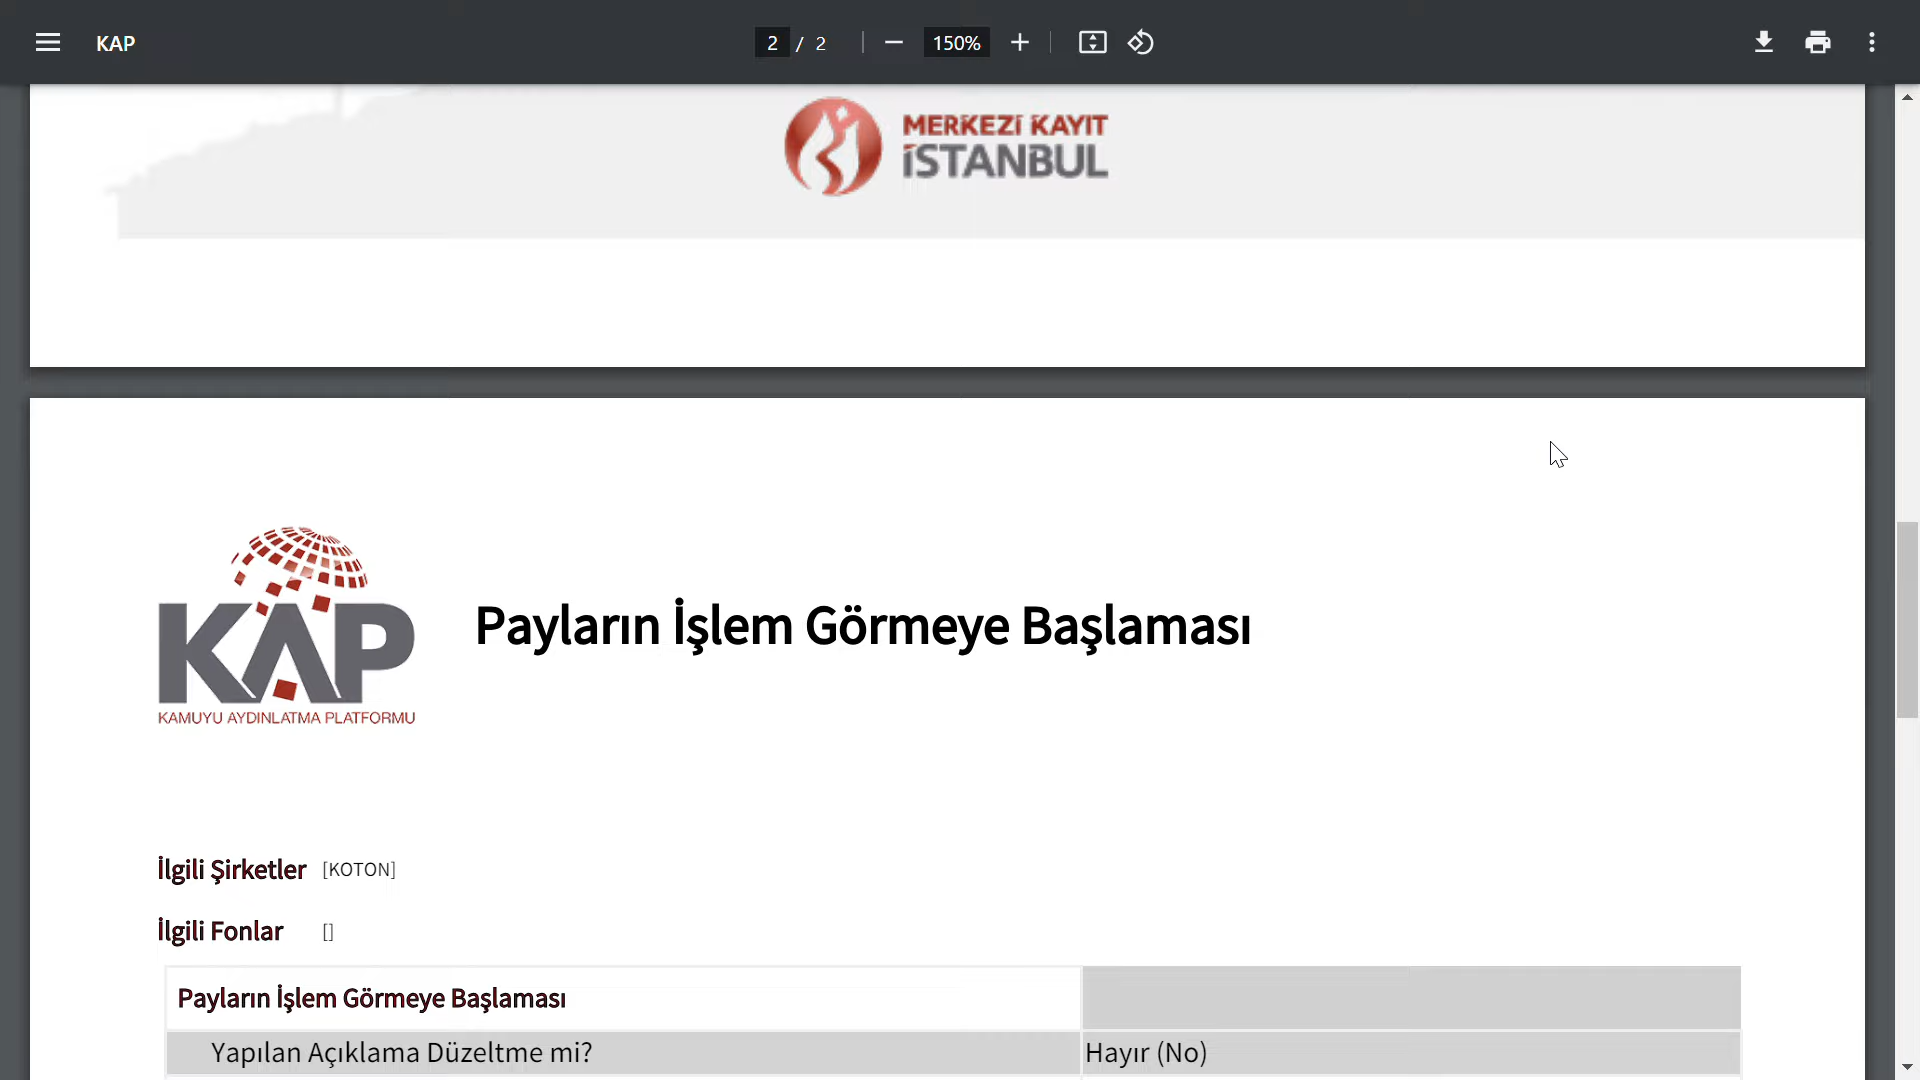 KAP
2 / 2
150%
MERKEZİ KAYIT
İSTANBUL
KAP
KAMUYU AYDINLATMA PLATFORMU
Payların İşlem Görmeye Başlaması
İlgili Şirketler [KOTON]
İlgili Fonlar []
Payların İşlem Görmeye Başlaması
Yapılan Açıklama Düzeltme mi? Hayır (No)